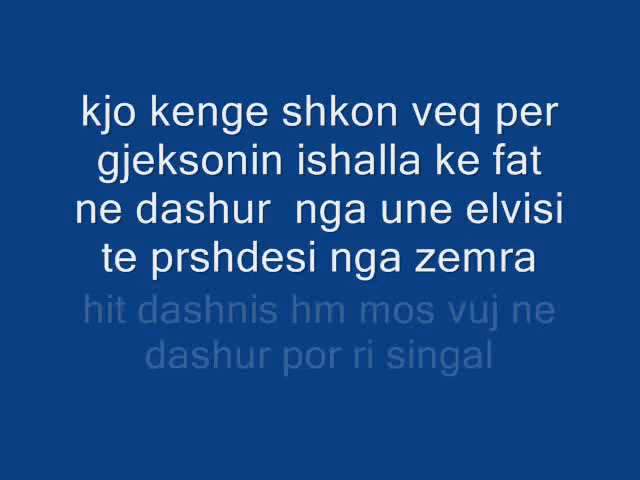 kjo kenge shkon veq per
gjeksonin ishalla ke fat
ne dashur  nga une elvisi
te prshdesi nga zemra
hit dashnis hm mos vuj ne
dashur por ri singal